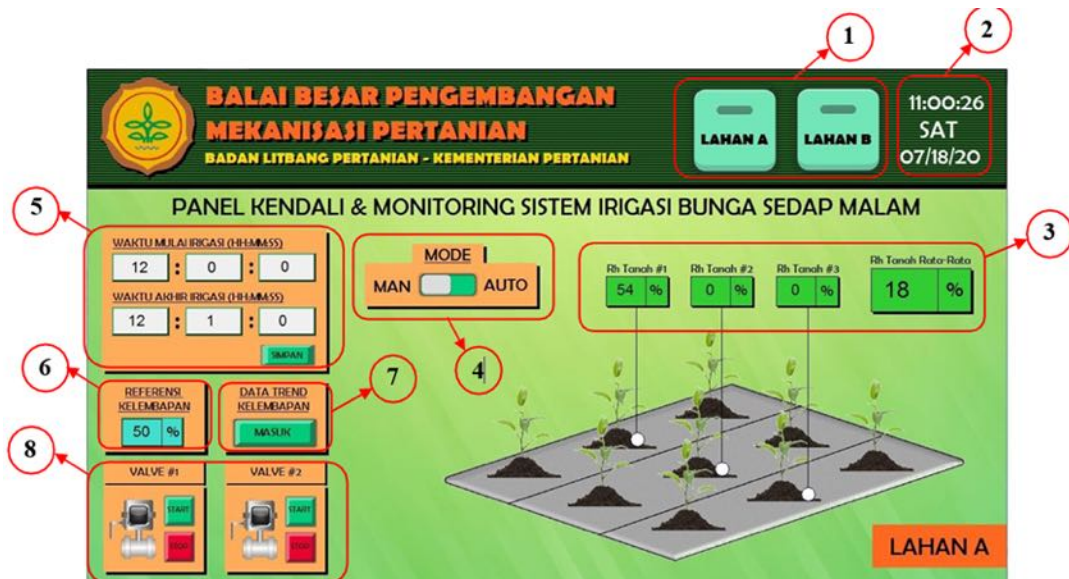 1
2
BALAI BESAR PENGEMBANGAN
MEKANISASI PERTANIAN
BADAN LITBANG PERTANIAN - KEMENTERIAN PERTANIAN
LAHAN A
LAHAN B
11:00:26
SAT
07/18/20
PANEL KENDALI & MONITORING SISTEM IRIGASI BUNGA SEDAP MALAM
5
WAKTU MULAI IRIGASI (HH:MM:SS)
12 : 0 : 0
WAKTU AKHIR IRIGASI (HH:MM:SS)
12 : 1 : 0
SIMPAN
MODE
MAN AUTO
4
Rh Tanah #1 Rh Tanah #2 Rh Tanah #3 Rh Tanah Rata-Rata
54 % 0 % 0 % 18 %
3
6
REFERENSI
KELEMBAPAN
50 %
DATA TREND
KELEMBAPAN
MASUK
7
8
VALVE #1
START
STOP
VALVE #2
START
STOP
LAHAN A